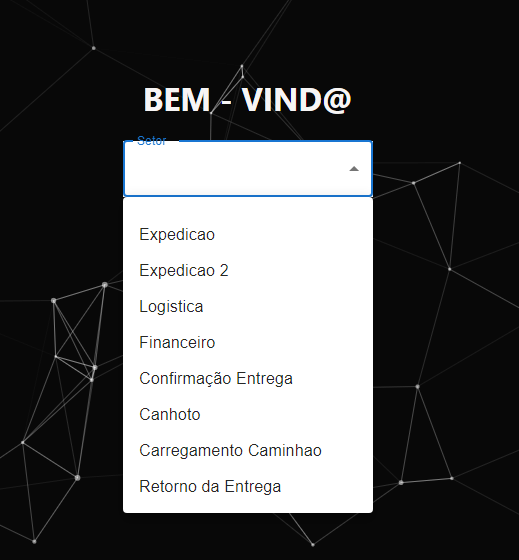 BEM - VIND@
Setor
Expedicao
Expedicao 2
Logistica
Financeiro
Confirmação Entrega
Canhoto
Carregamento Caminhao
Retorno da Entrega